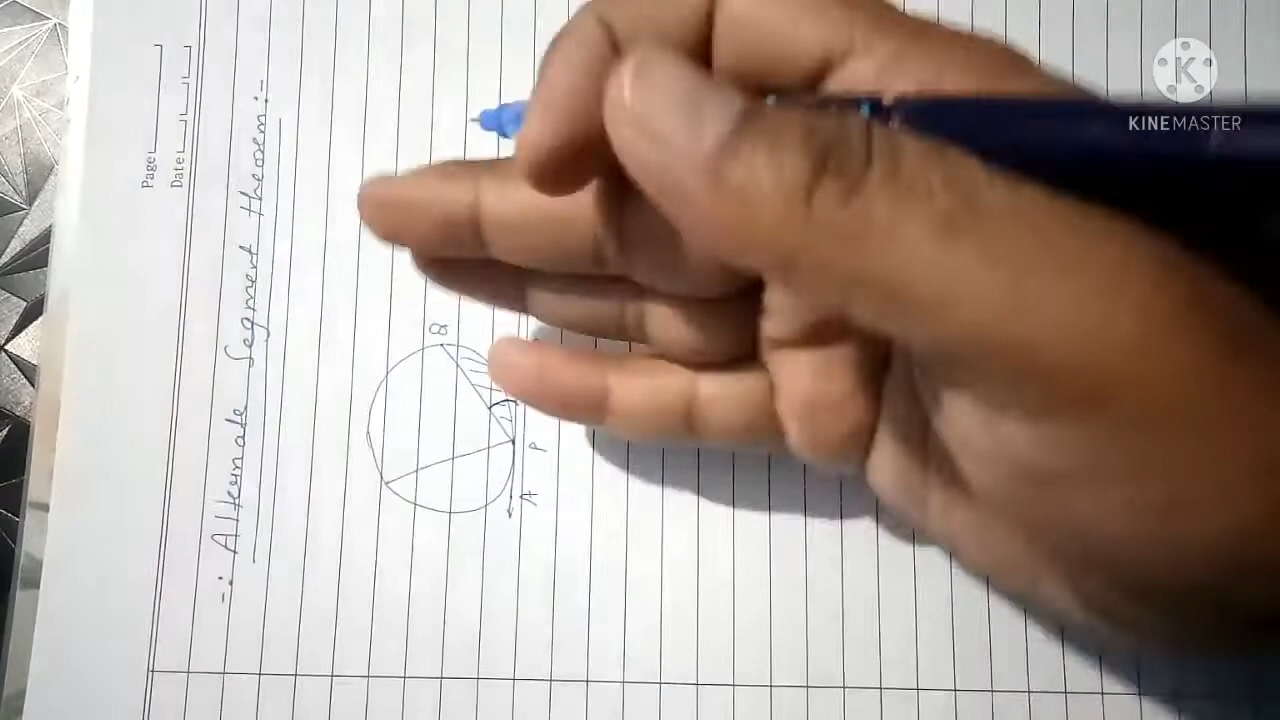 Page
Date
-: Alternate Segment theorem :-
Q
P
A
K
KINEMASTER